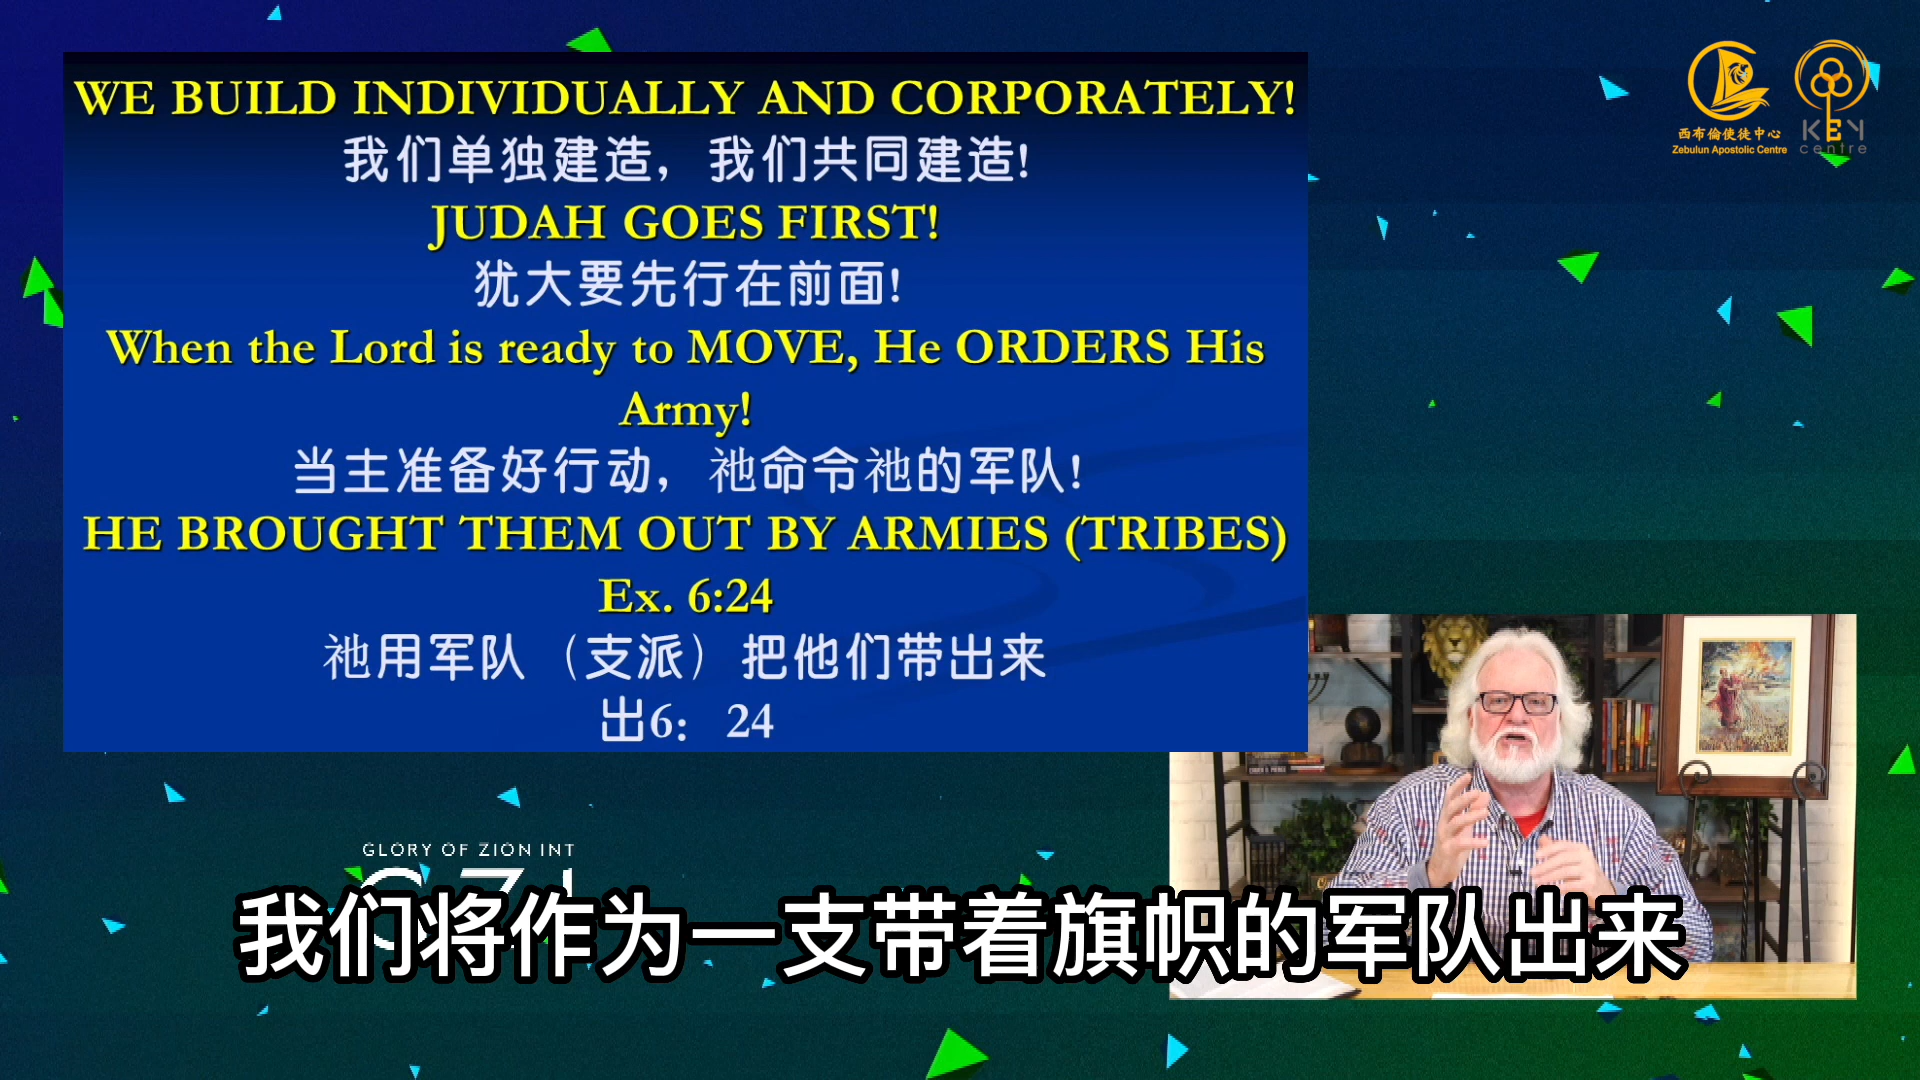 WE BUILD INDIVIDUALLY AND CORPORATELY!
我们单独建造，我们共同建造!
JUDAH GOES FIRST!
犹大要先行在前面!
When the Lord is ready to MOVE, He ORDERS His
Army!
当主准备好行动，祂命令祂的军队!
HE BROUGHT THEM OUT BY ARMIES (TRIBES)
Ex. 6:24
祂用军队（支派）把他们带出来
出6：24
西布倫使徒中心
Zebulun Apostolic Centre
KEY
centre
GLORY OF ZION INT
我们将作为一支带着旗帜的军队出来